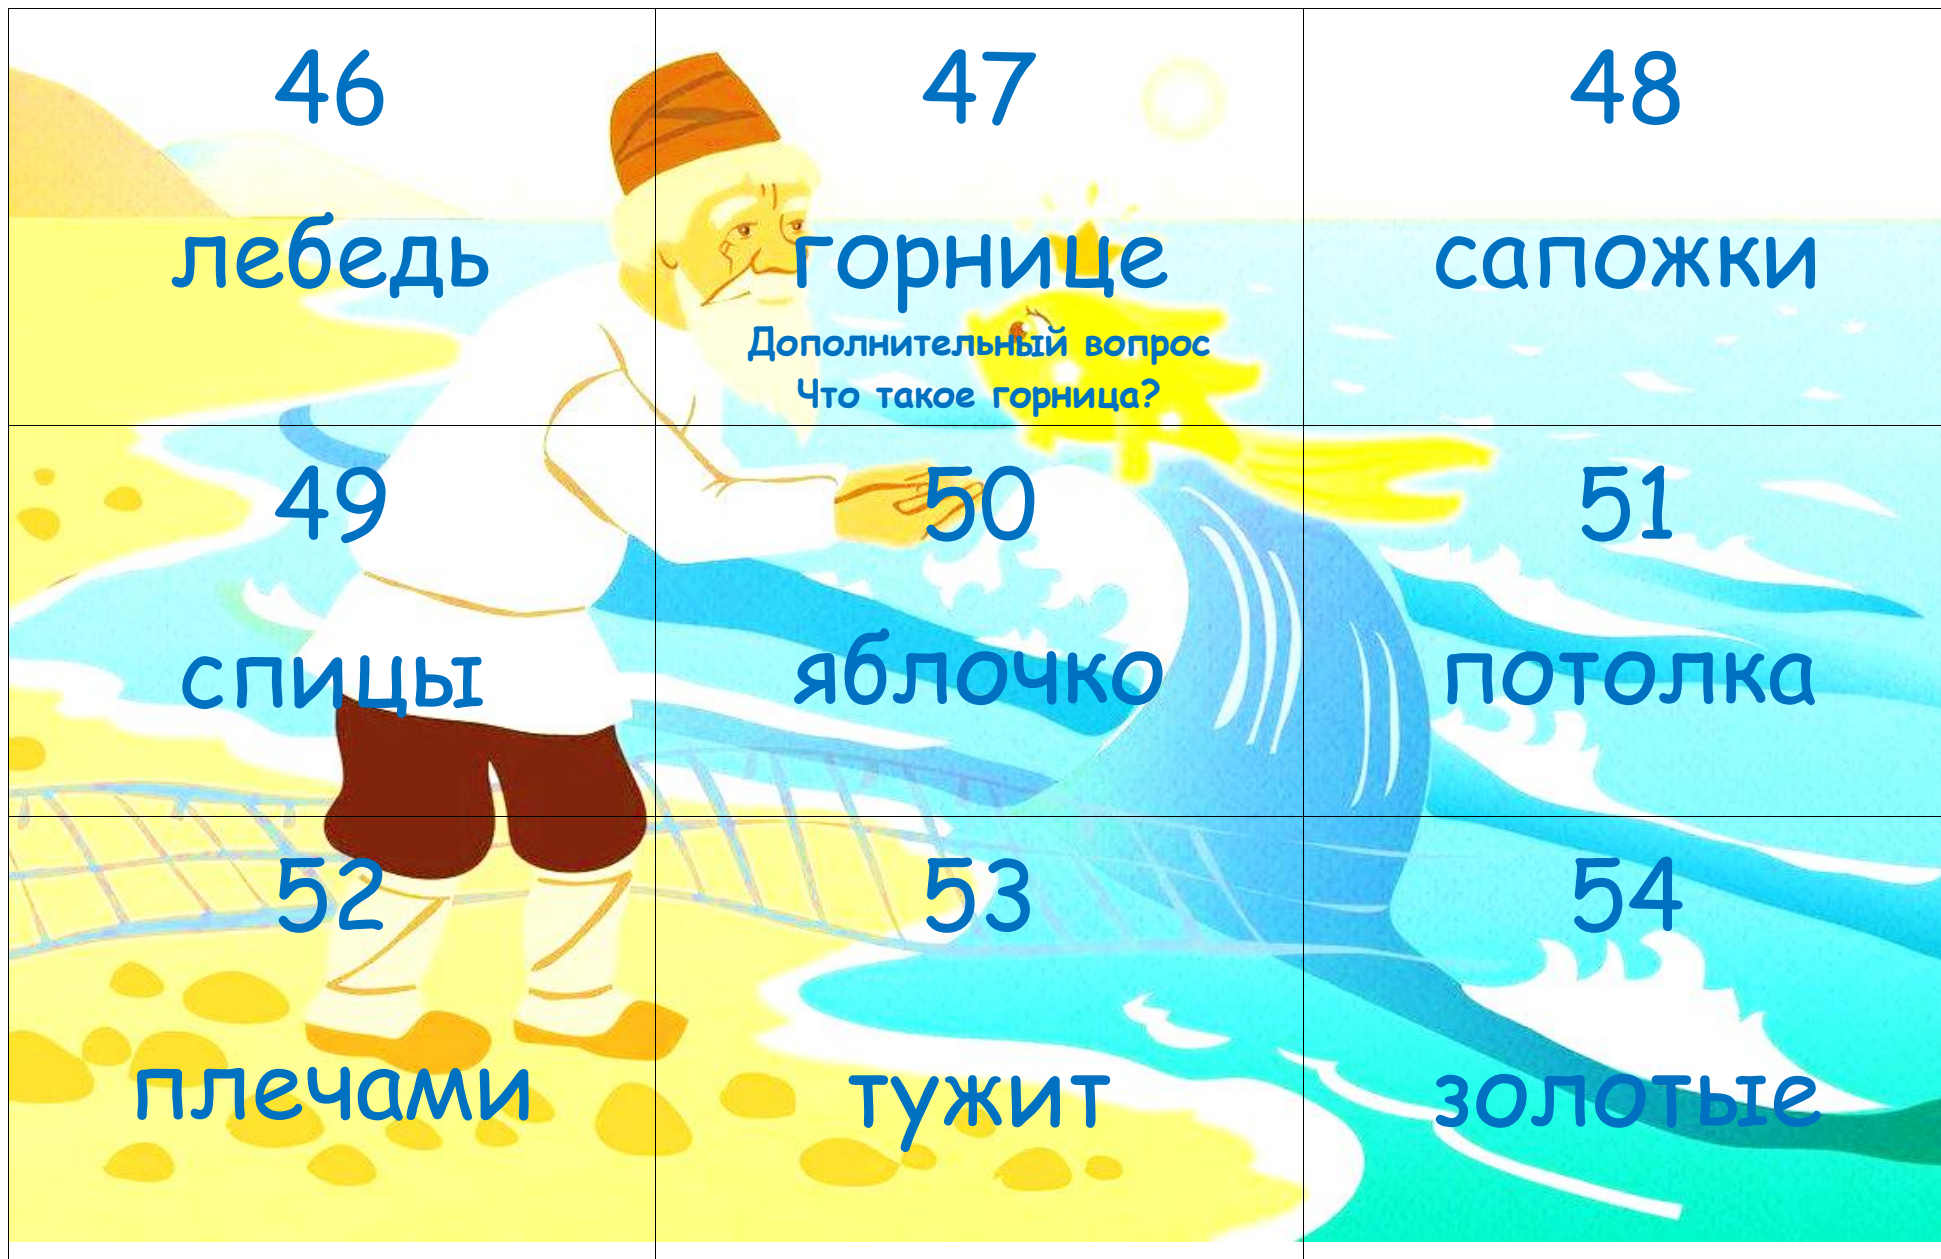 46
лебедь
47
горнице
Дополнительный вопрос
Что такое горница?
48
сапожки
49
спицы
50
яблочко
51
потолка
52
плечами
53
тужит
54
золотые